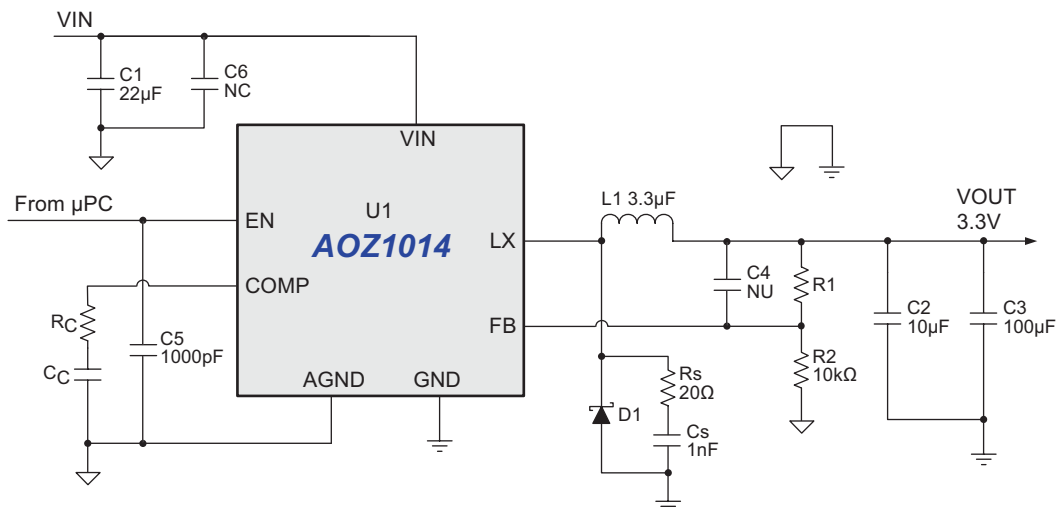 VIN
C1
22µF
C6
NC
VIN
From µPC
EN
U1
AOZ1014
LX
L1 3.3µF
VOUT
3.3V
COMP
FB
C4
NU
R1
RC
CC
C5
1000pF
C2
10µF
C3
100µF
R2
10kΩ
AGND
GND
Rs
20Ω
D1
Cs
1nF